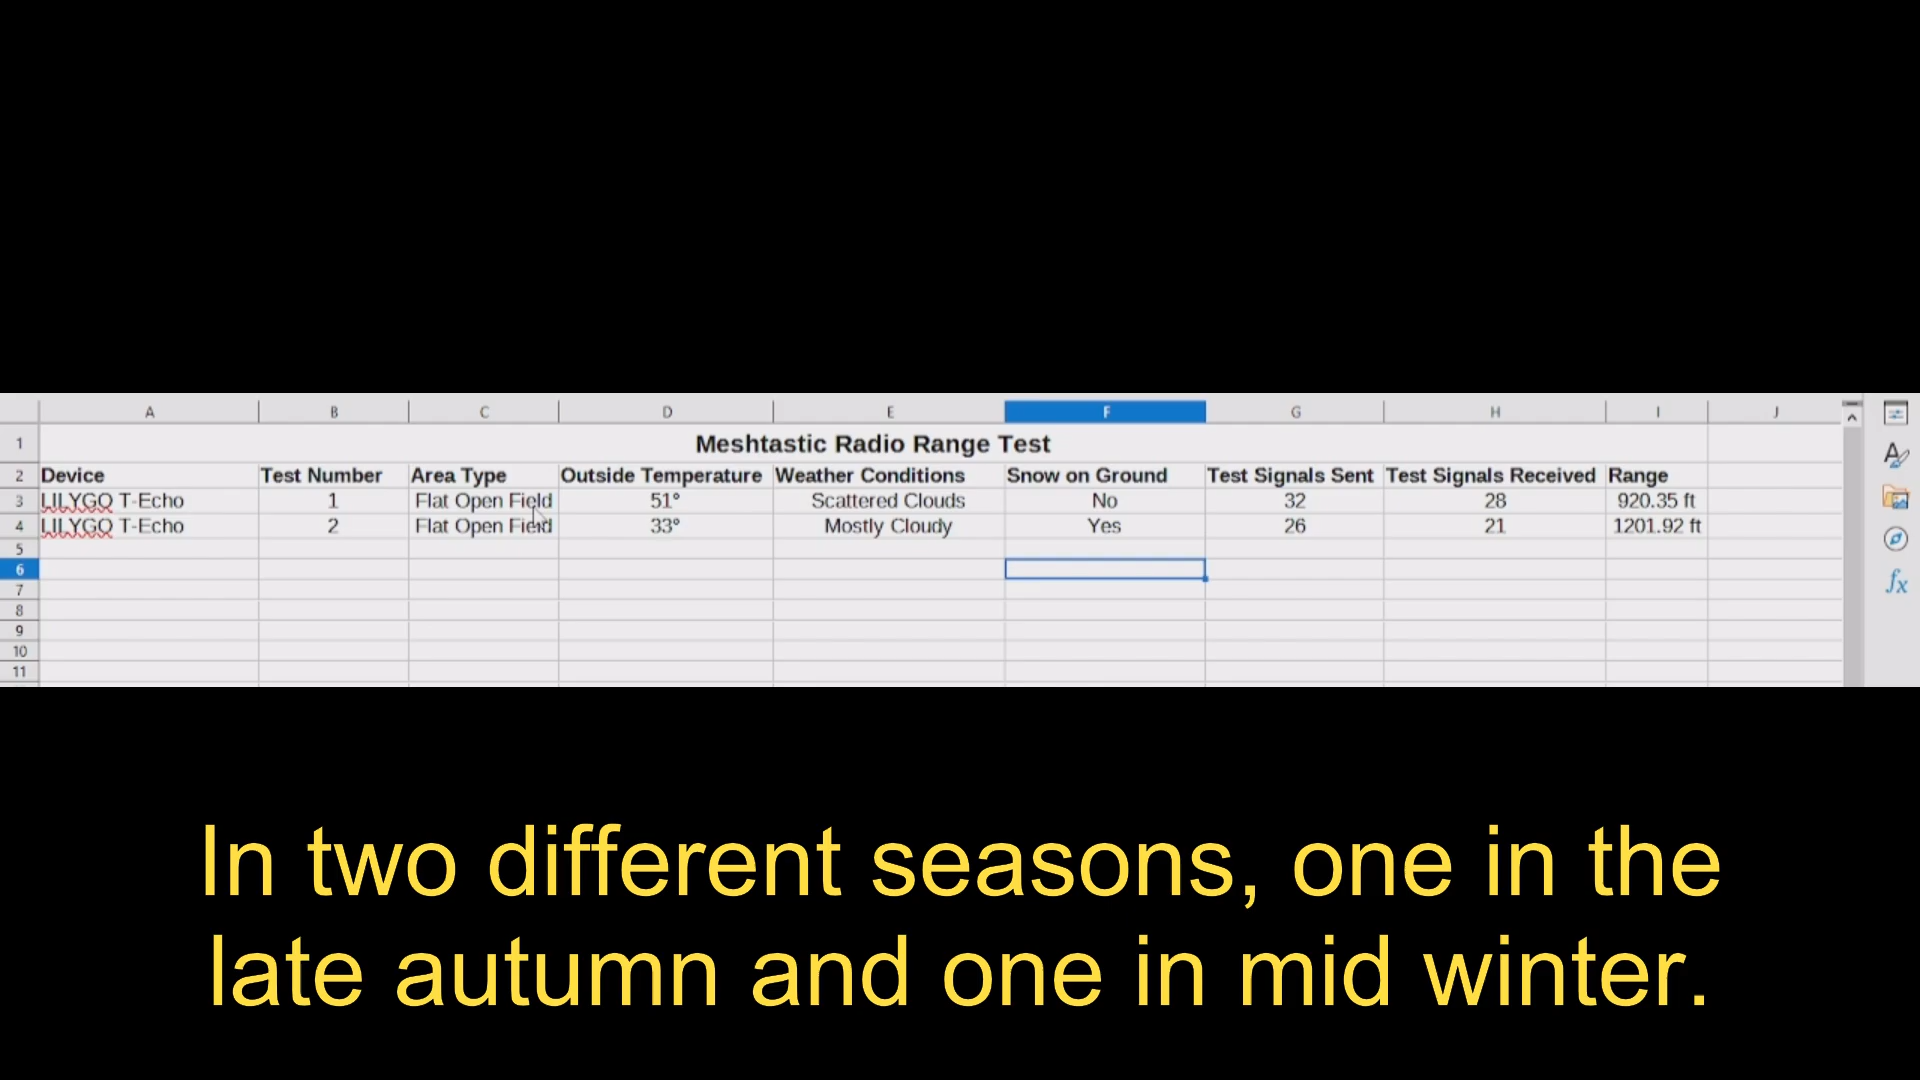 A B C D E F G H I J
1 Meshtastic Radio Range Test
2 Device Test Number Area Type Outside Temperature Weather Conditions Snow on Ground Test Signals Sent Test Signals Received Range
3 LILYGO T-Echo 1 Flat Open Field 51° Scattered Clouds No 32 28 920.35 ft
4 LILYGO T-Echo 2 Flat Open Field 33° Mostly Cloudy Yes 26 21 1201.92 ft
5
6
7
8
9
10
11
In two different seasons, one in the
late autumn and one in mid winter.